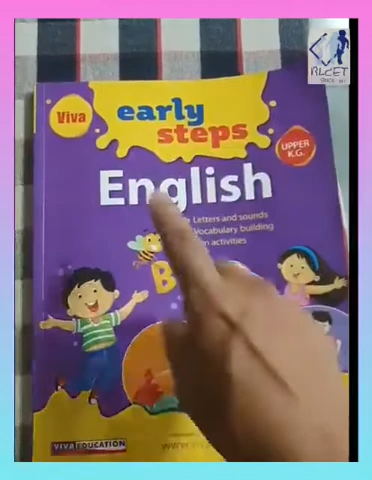 RLCET
Viva
early
steps
UPPER
K.G.
English
Letters and sounds
Vocabulary building
activities
B
VIVA EDUCATION